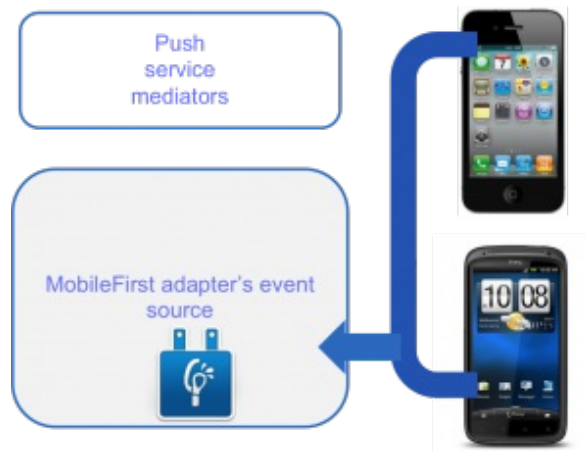 Push
service
mediators
MobileFirst adapter's event
source
10 08